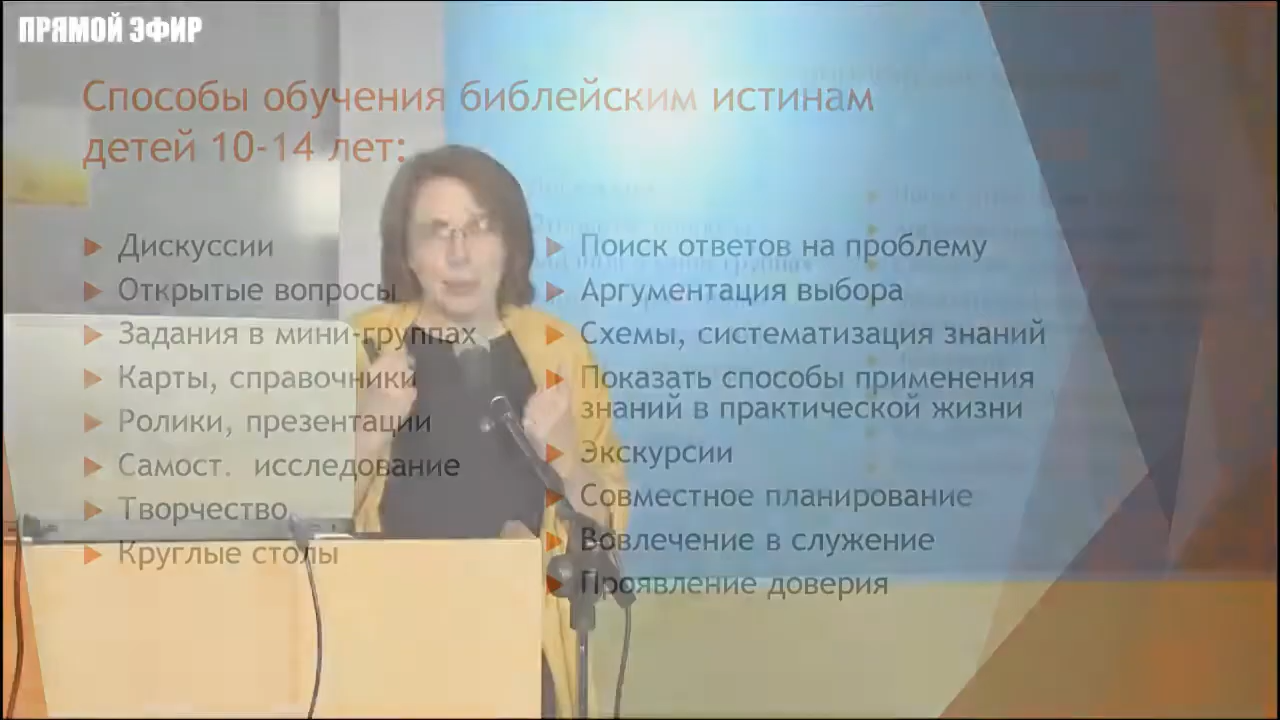 ПРЯМОЙ ЭФИР
Способы обучения библейским истинам
детей 10-14 лет:
Дискуссии
Открытые вопросы
Задания в мини-группах
Карты, справочники
Ролики, презентации
Самост. исследование
Творчество
Круглые столы
Поиск ответов на проблему
Аргументация выбора
Схемы, систематизация знаний
Показать способы применения
знаний в практической жизни
Экскурсии
Совместное планирование
Вовлечение в служение
Проявление доверия